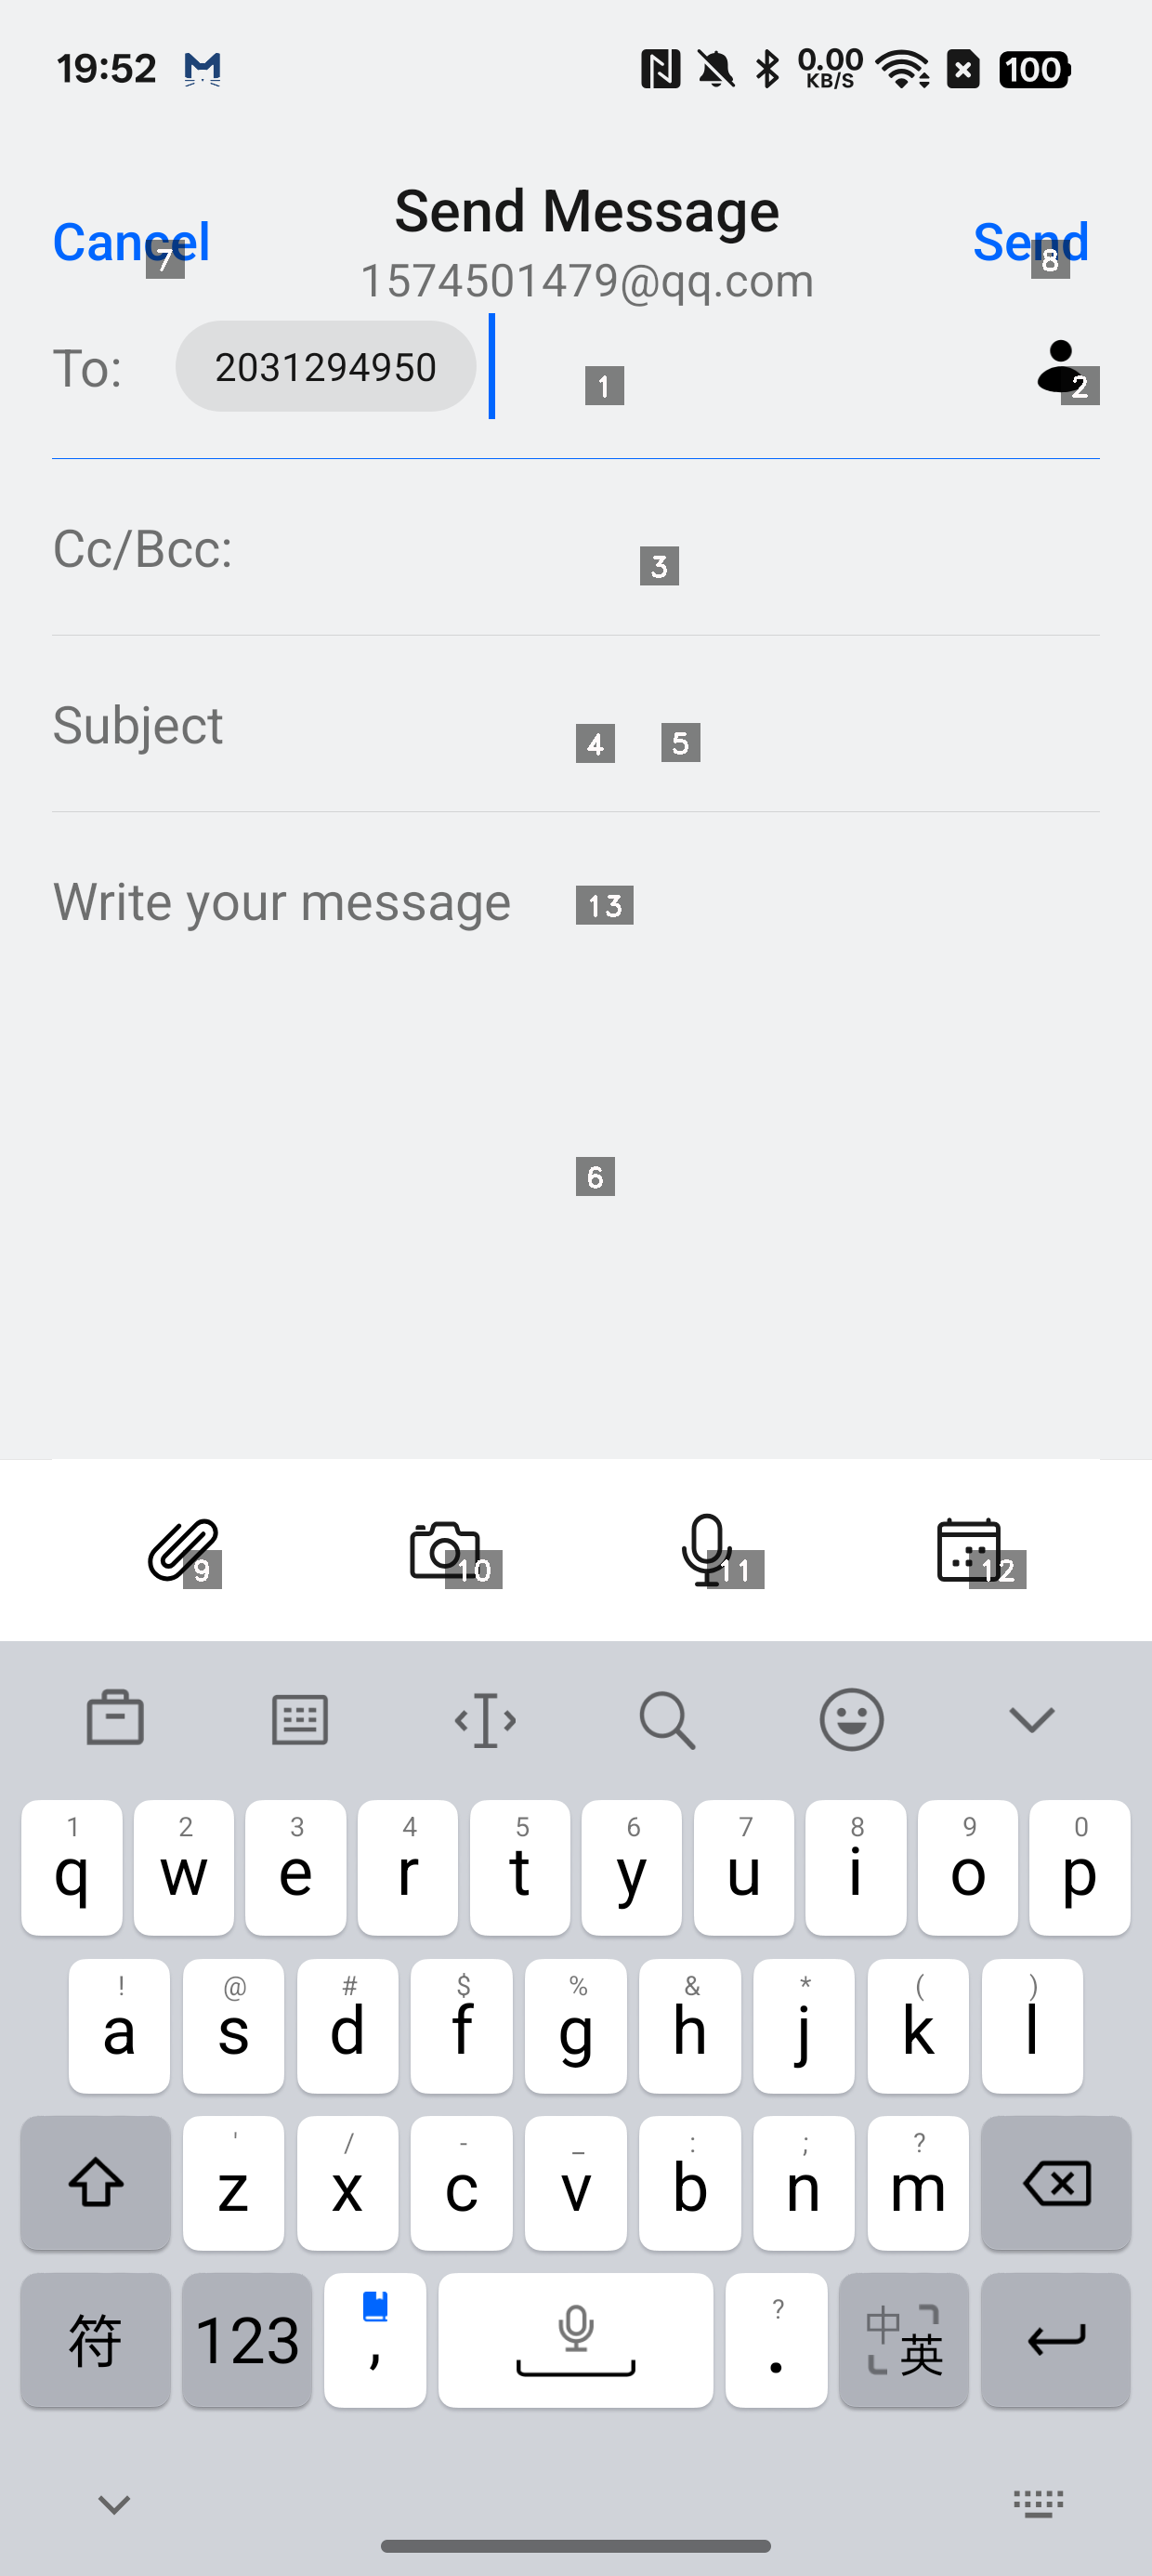 19:52
0.00
KB/S
100
Cancel
Send Message
Send
7
8
1574501479@qq.com
To:
2031294950
1
2
Cc/Bcc:
3
Subject
4
5
Write your message
13
6
9
10
11
12
1 2 3 4 5 6 7 8 9 0
q w e r t y u i o p
! @ # $ % & * ( )
a s d f g h j k l
' / - _ : ; ?
z x c v b n m
?
符 123 , . 中 英